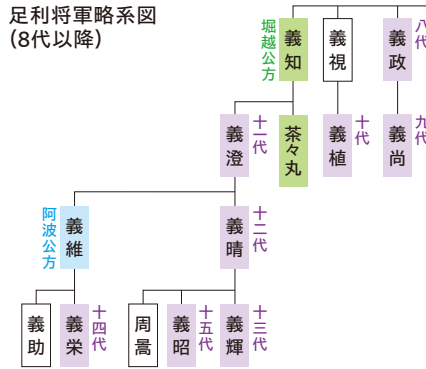 足利将軍略系図
(8代以降)
八代
義政
義視
義知
堀越公方
九代
義尚
十代
義植
茶々丸
十一代
義澄
十二代
義晴
義維
阿波公方
十三代
義輝
十五代
義昭
周暠
十四代
義栄
義助